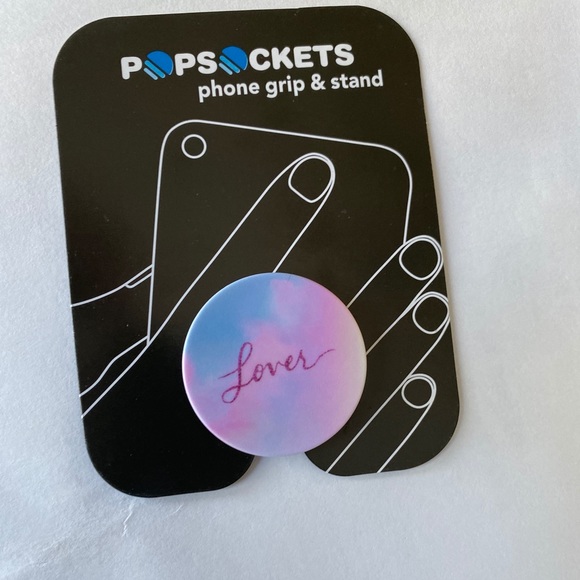 POPSOCKETS
phone grip & stand
Lover